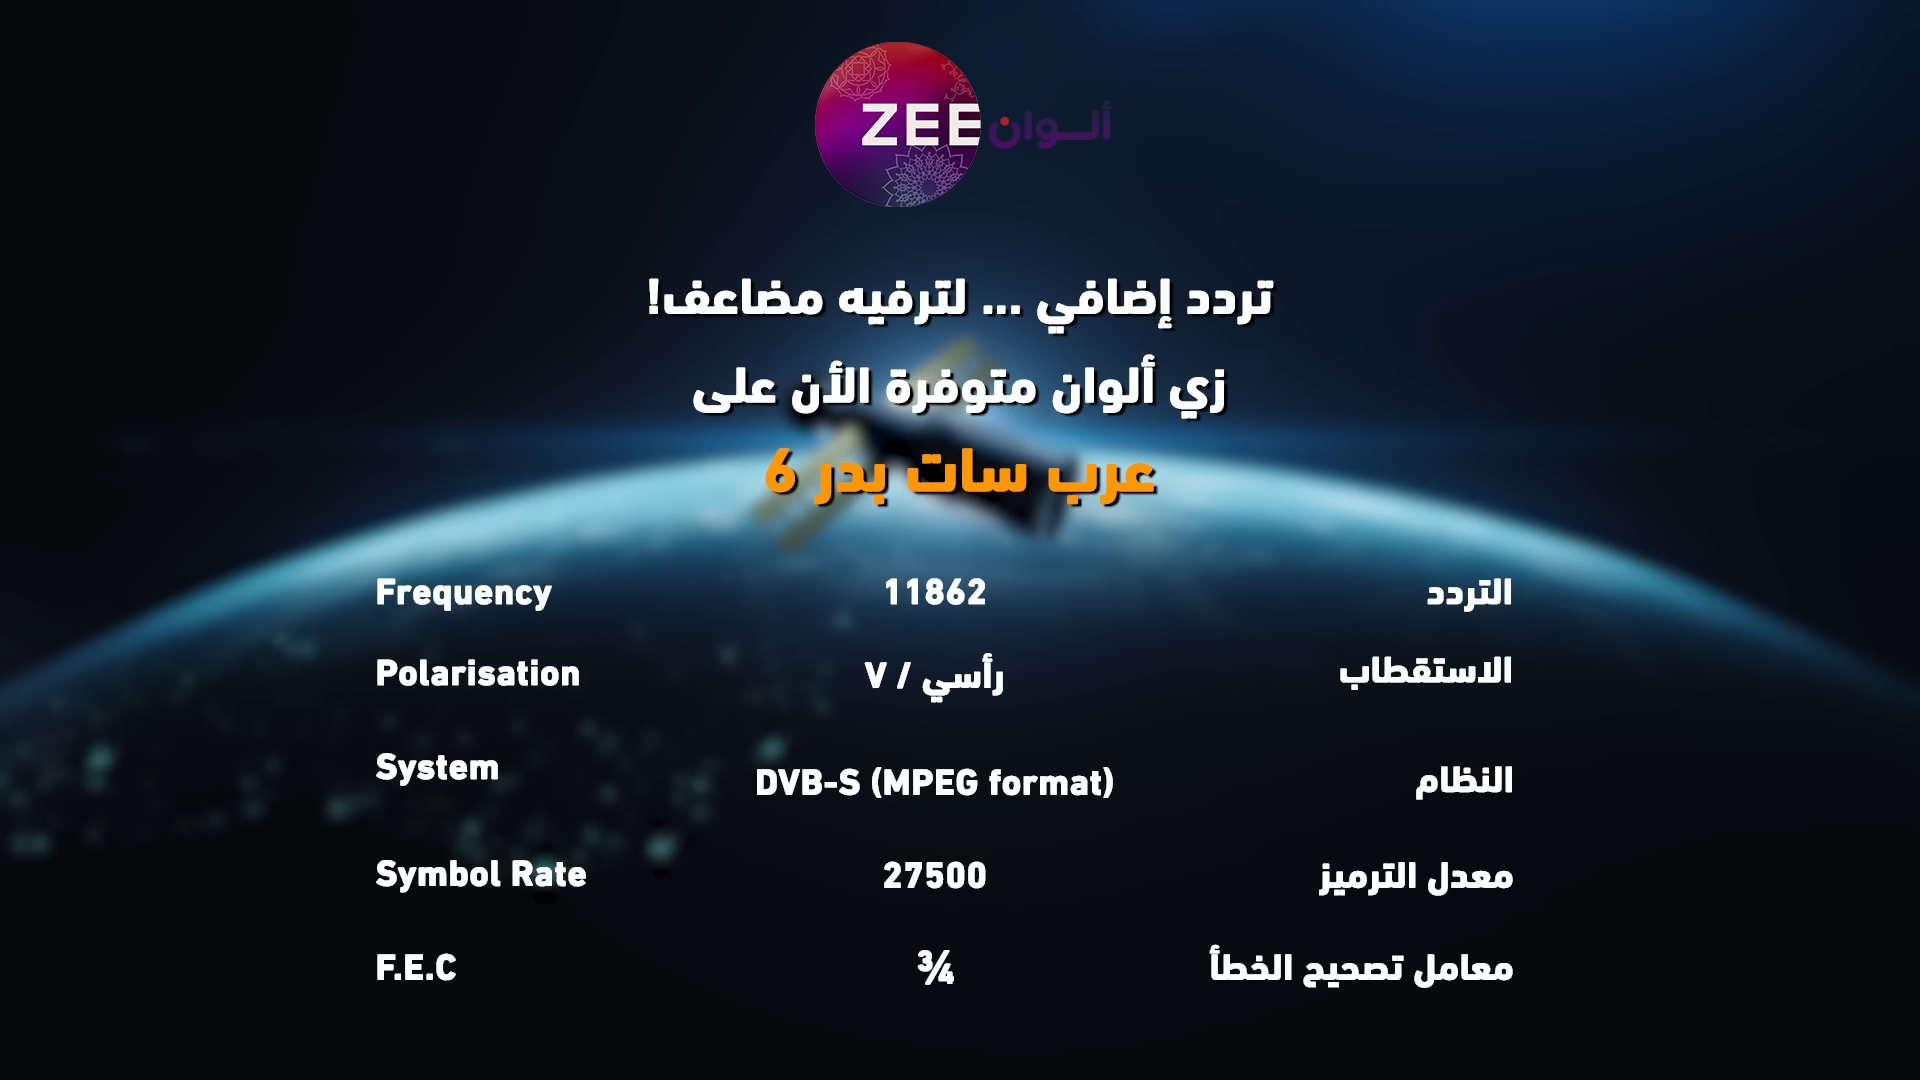 ZEE ألوان
تردد إضافي ... لترفيه مضاعف!
زي ألوان متوفرة الأن على
عرب سات بدر 6
Frequency 11862 التردد
Polarisation رأسي / V الاستقطاب
System DVB-S (MPEG format) النظام
Symbol Rate 27500 معدل الترميز
F.E.C ¾ معامل تصحيح الخطأ